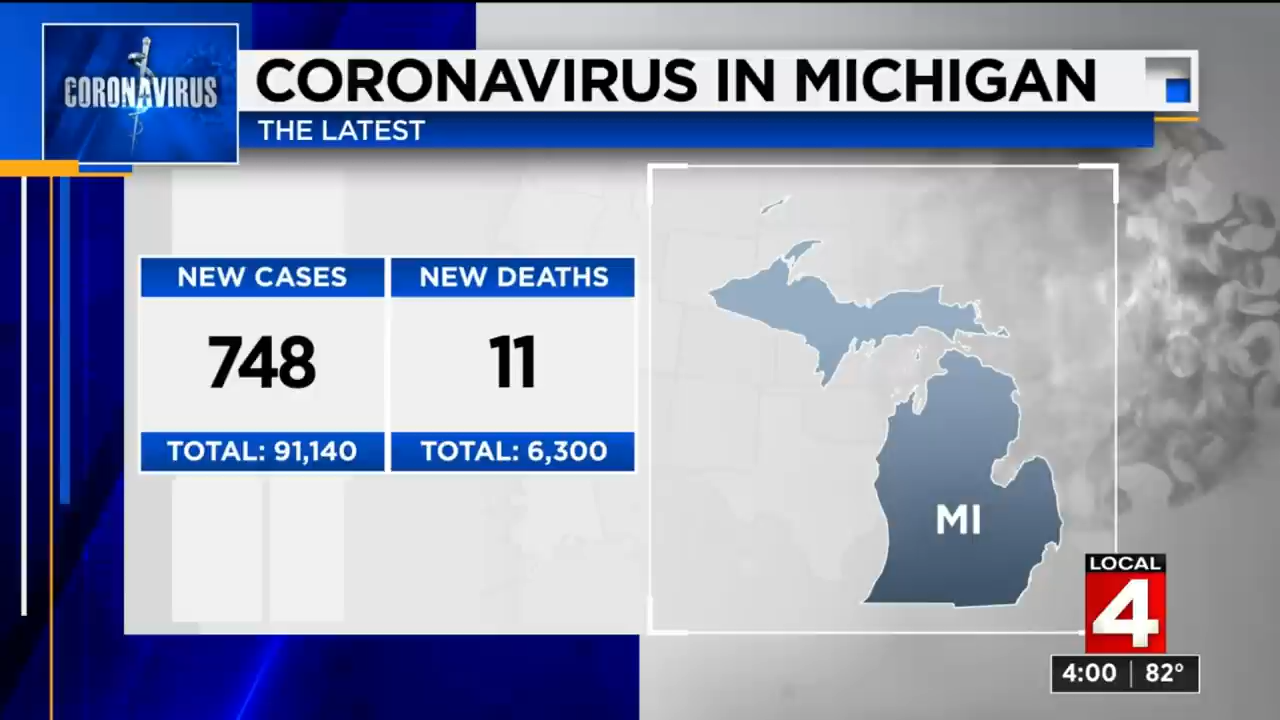 CORONAVIRUS
CORONAVIRUS IN MICHIGAN
THE LATEST
NEW CASES
NEW DEATHS
748
11
TOTAL: 91,140
TOTAL: 6,300
MI
LOCAL
4
4:00 82°